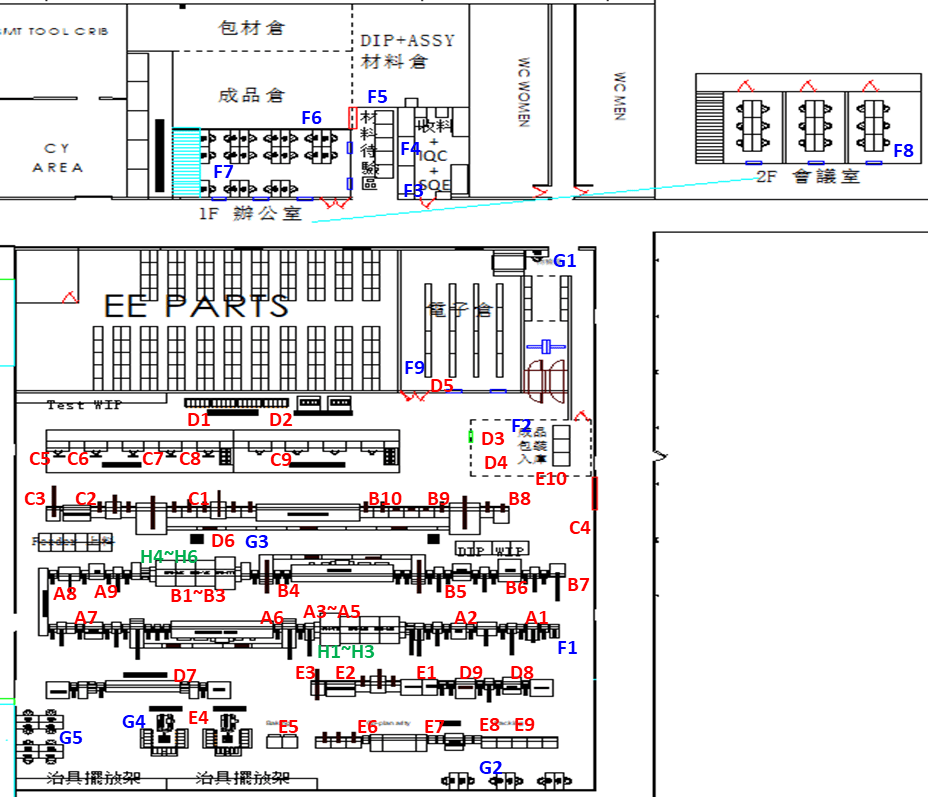 包材倉
SMT TOOL CRIB
DIP+ASSY
材料倉
WC WOMEN
WC MEN
成品倉
F5
F6
材料待驗區
收料
+
IQC
+
SQE
CY
AREA
F4
F8
F7
F3
2F 會議室
1F 辦公室
G1
EE PARTS
電子倉
F9
D5
Test WIP
D1
D2
F2
成品
包裝
入庫
D3
D4
C5
C6
C7
C8
C9
E10
C3
C2
C1
B10
B9
B8
C4
D6
G3
DIP WIP
H4~H6
A8
A9
B1~B3
B4
B5
B6
B7
A7
A6
A3~A5
A2
A1
H1~H3
F1
D7
E3
E2
E1
D9
D8
G4
E4
E5
E6
E7
E8
E9
G5
G2
治具擺放架
治具擺放架